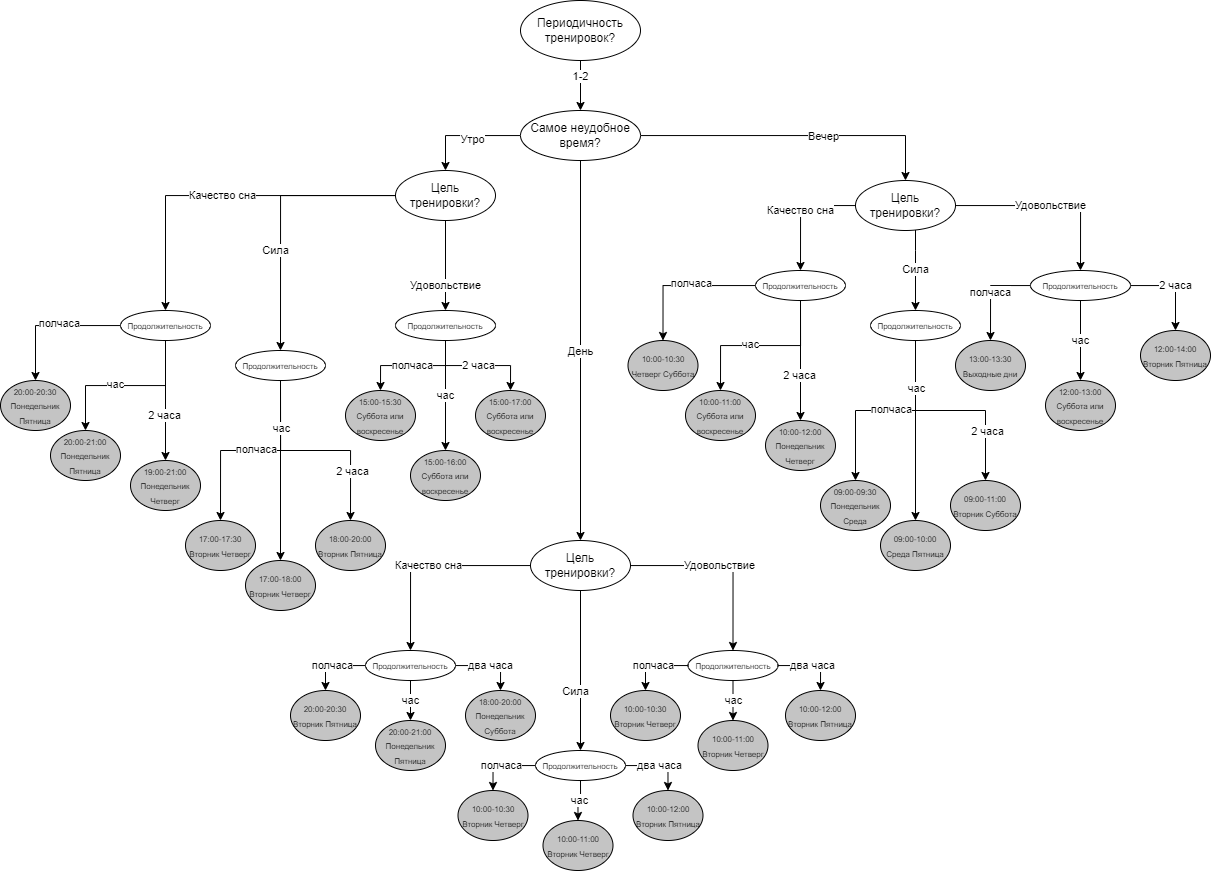 Периодичность
тренировок?
1-2
Самое неудобное
время?
Утро
Вечер
День
Цель
тренировки?
Качество сна
Сила
Удовольствие
Продолжительность
полчаса
20:00-20:30
Понедельник
Пятница
час
20:00-21:00
Понедельник
Пятница
2 часа
19:00-21:00
Понедельник
Четверг
Продолжительность
час
полчаса
2 часа
17:00-17:30
Вторник Четверг
17:00-18:00
Вторник Четверг
18:00-20:00
Вторник Пятница
Продолжительность
полчаса
2 часа
час
15:00-15:30
Суббота или
воскресенье
15:00-17:00
Суббота или
воскресенье
15:00-16:00
Суббота или
воскресенье
Цель
тренировки?
Качество сна
Сила
Удовольствие
Продолжительность
полчаса
10:00-10:30
Четверг Суббота
час
10:00-11:00
Суббота или
воскресенье
2 часа
10:00-12:00
Понедельник
Четверг
Продолжительность
час
полчаса
2 часа
09:00-09:30
Понедельник
Среда
09:00-10:00
Среда Пятница
09:00-11:00
Вторник Суббота
Продолжительность
полчаса
2 часа
час
13:00-13:30
Выходные дни
12:00-14:00
Вторник Пятница
12:00-13:00
Суббота или
воскресенье
Цель
тренировки?
Качество сна
Удовольствие
Сила
Продолжительность
полчаса
два часа
час
20:00-20:30
Вторник Пятница
18:00-20:00
Понедельник
Суббота
20:00-21:00
Понедельник
Пятница
Продолжительность
полчаса
два часа
час
10:00-10:30
Вторник Четверг
10:00-12:00
Вторник Пятница
10:00-11:00
Вторник Четверг
Продолжительность
полчаса
два часа
час
10:00-10:30
Вторник Четверг
10:00-12:00
Вторник Пятница
10:00-11:00
Вторник Четверг